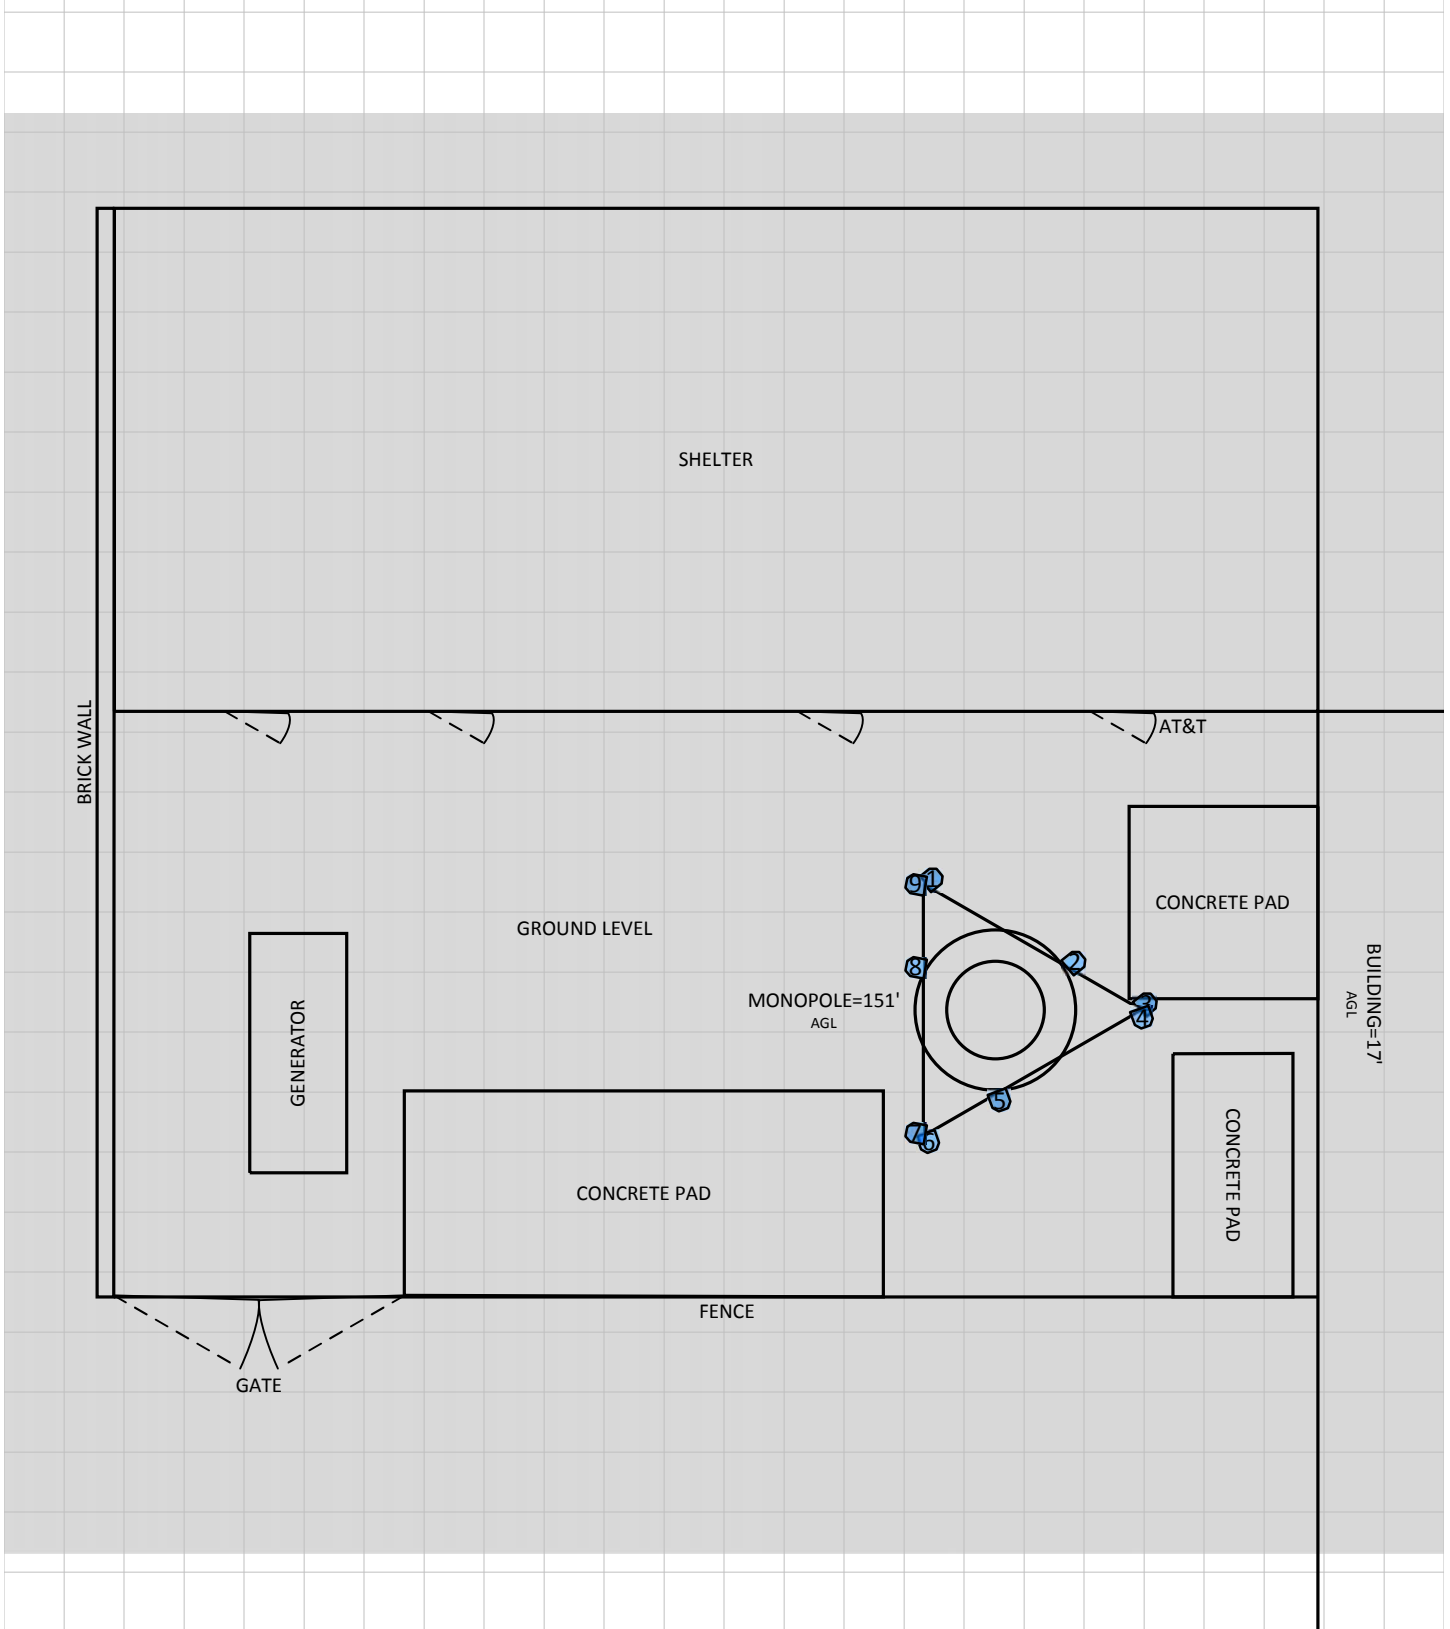 SHELTER
BRICK WALL
AT&T
9
1
CONCRETE PAD
GROUND LEVEL
2
8
MONOPOLE=151'
AGL
3
4
BUILDING=17'
AGL
GENERATOR
5
7
6
CONCRETE PAD
CONCRETE PAD
FENCE
GATE